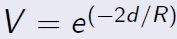 V = e^(-2d/R)